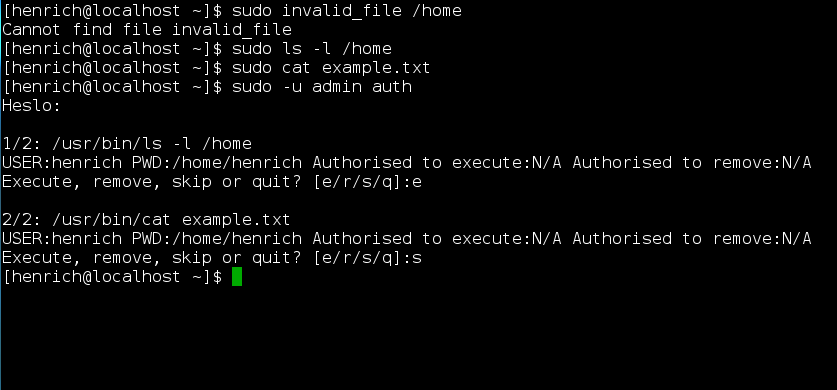 [henrich@localhost ~]$ sudo invalid_file /home
Cannot find file invalid_file
[henrich@localhost ~]$ sudo ls -l /home
[henrich@localhost ~]$ sudo cat example.txt
[henrich@localhost ~]$ sudo -u admin auth
Heslo:
1/2: /usr/bin/ls -l /home
USER:henrich PWD:/home/henrich Authorised to execute:N/A Authorised to remove:N/A
Execute, remove, skip or quit? [e/r/s/q]:e
2/2: /usr/bin/cat example.txt
USER:henrich PWD:/home/henrich Authorised to execute:N/A Authorised to remove:N/A
Execute, remove, skip or quit? [e/r/s/q]:s
[henrich@localhost ~]$